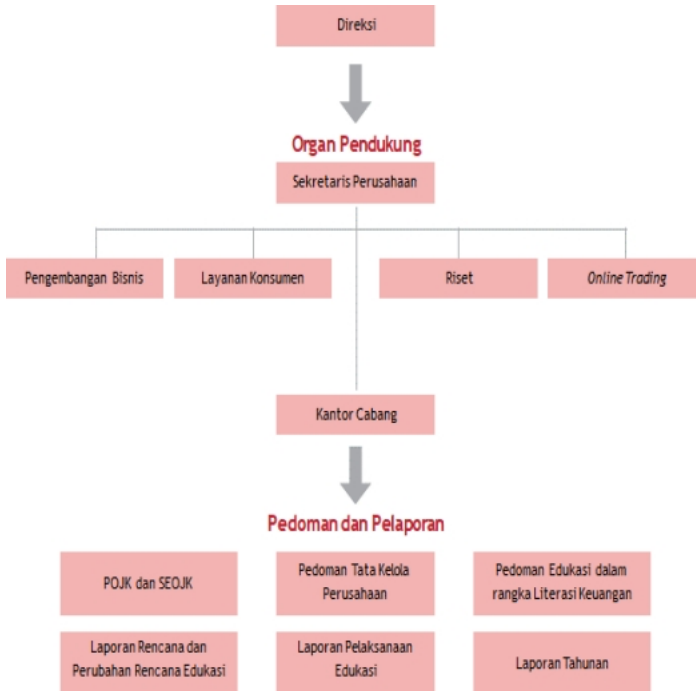 Direksi
Organ Pendukung
Sekretaris Perusahaan
Pengembangan Bisnis
Layanan Konsumen
Riset
Online Trading
Kantor Cabang
Pedoman dan Pelaporan
POJK dan SEOJK
Pedoman Tata Kelola
Perusahaan
Pedoman Edukasi dalam
rangka Literasi Keuangan
Laporan Rencana dan
Perubahan Rencana Edukasi
Laporan Pelaksanaan
Edukasi
Laporan Tahunan